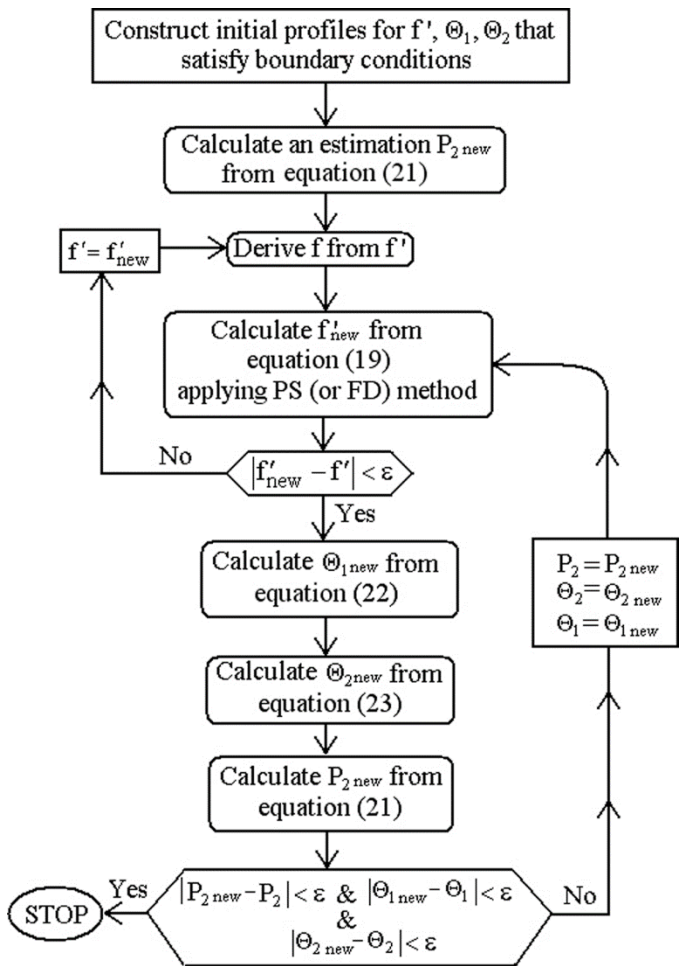 Construct initial profiles for f ', Θ₁, Θ₂ that
satisfy boundary conditions
Calculate an estimation P₂ new
from equation (21)
f ' = f 'new
Derive f from f '
Calculate f 'new from
equation (19)
applying PS (or FD) method
No
|f 'new – f '| < ε
Yes
Calculate Θ₁ new from
equation (22)
P₂ = P₂ new
Θ₂ = Θ₂ new
Θ₁ = Θ₁ new
Calculate Θ₂ new from
equation (23)
Calculate P₂ new from
equation (21)
STOP
Yes
|P₂ new – P₂| < ε & |Θ₁ new – Θ₁| < ε
&
|Θ₂ new – Θ₂| < ε
No